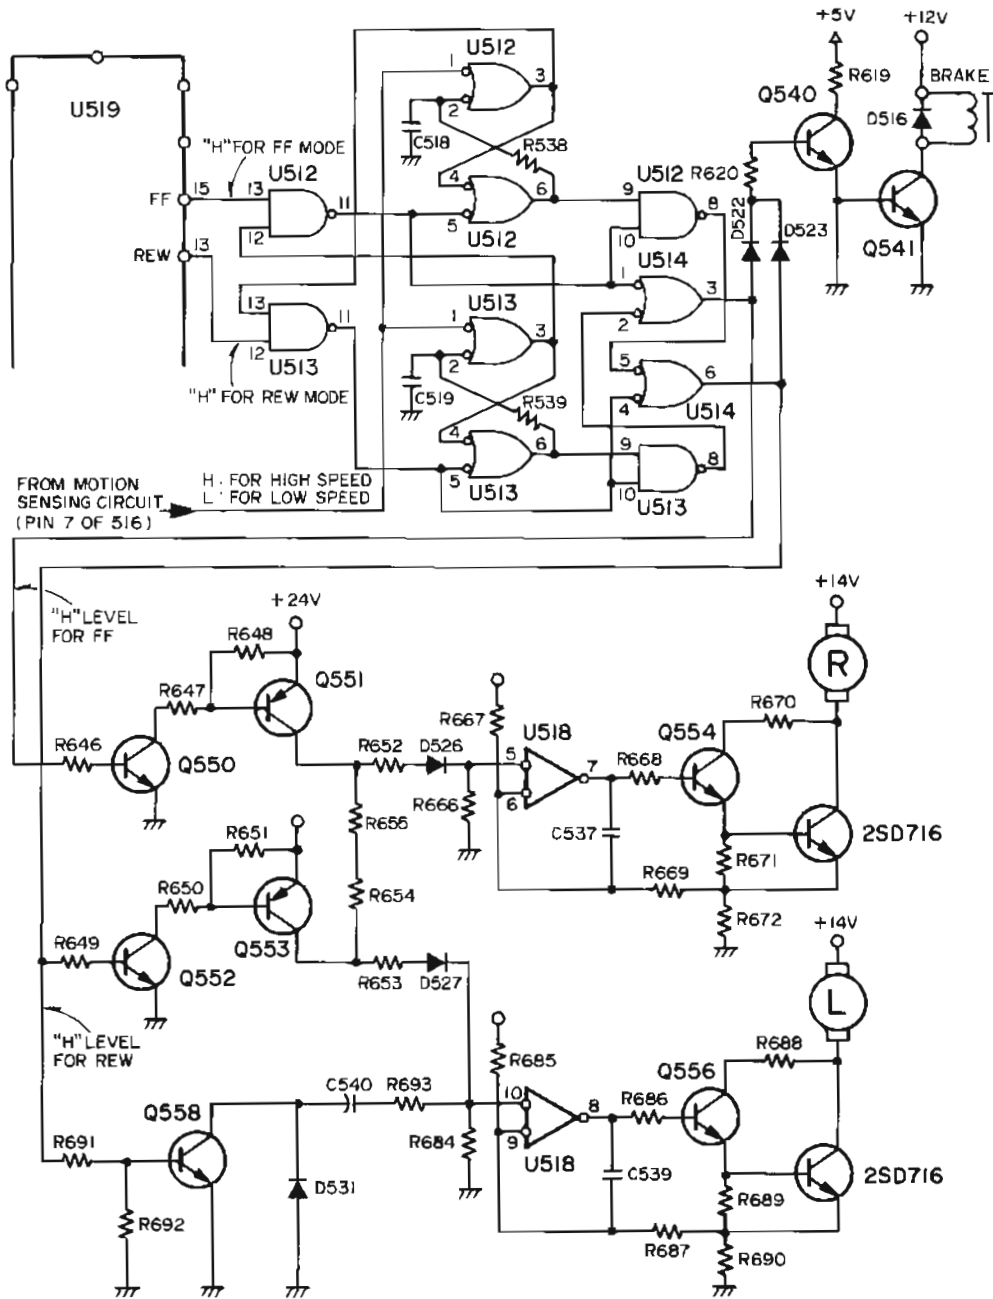 +5V
+12V
U519
U512
1
3
2
C518
R538
R619
BRAKE
Q540
D516
"H" FOR FF MODE
FF
15
13
U512
11
12
4
6
5
U512
U512
9
8
10
R620
D522
D523
Q541
REW
13
U514
1
3
2
13
11
12
U513
U513
1
3
2
C519
R539
5
6
4
U514
"H" FOR REW MODE
4
6
5
U513
9
8
10
U513
FROM MOTION
SENSING CIRCUIT
(PIN 7 OF 516)
H : FOR HIGH SPEED
L : FOR LOW SPEED
"H" LEVEL
FOR FF
+24V
+14V
R648
R
R647
Q551
R667
U518
Q554
R670
R646
Q550
R652
D526
5
7
6
R668
R666
R651
R655
C537
2SD716
R671
R650
R654
R669
R672
R649
Q552
Q553
+14V
R653
D527
L
"H" LEVEL
FOR REW
R685
R688
Q556
C540
R693
10
8
9
R686
Q558
R684
U518
R691
D531
C539
2SD716
R689
R692
R687
R690